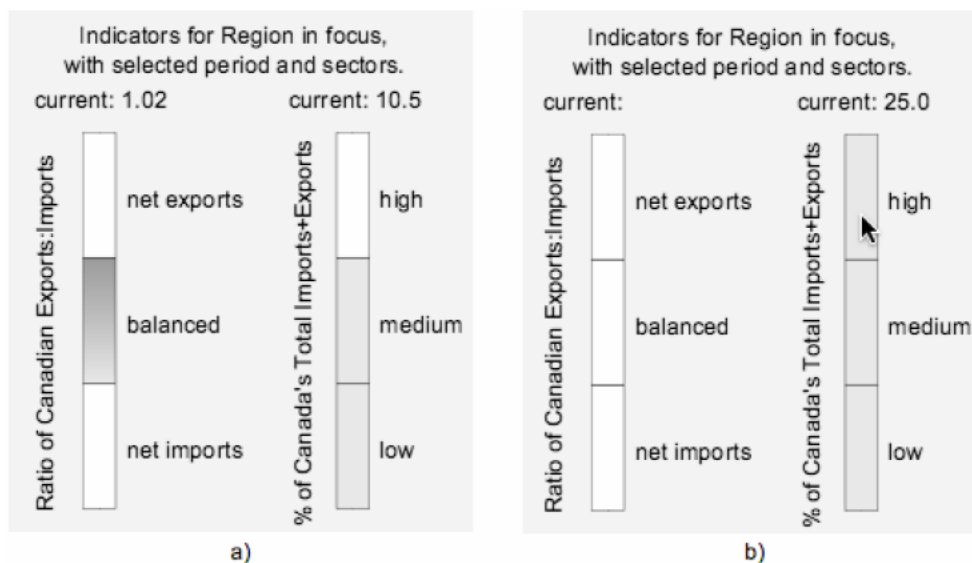 Indicators for Region in focus,
with selected period and sectors.
current: 1.02
current: 10.5
Ratio of Canadian Exports:Imports
net exports
balanced
net imports
% of Canada's Total Imports+Exports
high
medium
low
a)
Indicators for Region in focus,
with selected period and sectors.
current:
current: 25.0
Ratio of Canadian Exports:Imports
net exports
balanced
net imports
% of Canada's Total Imports+Exports
high
medium
low
b)